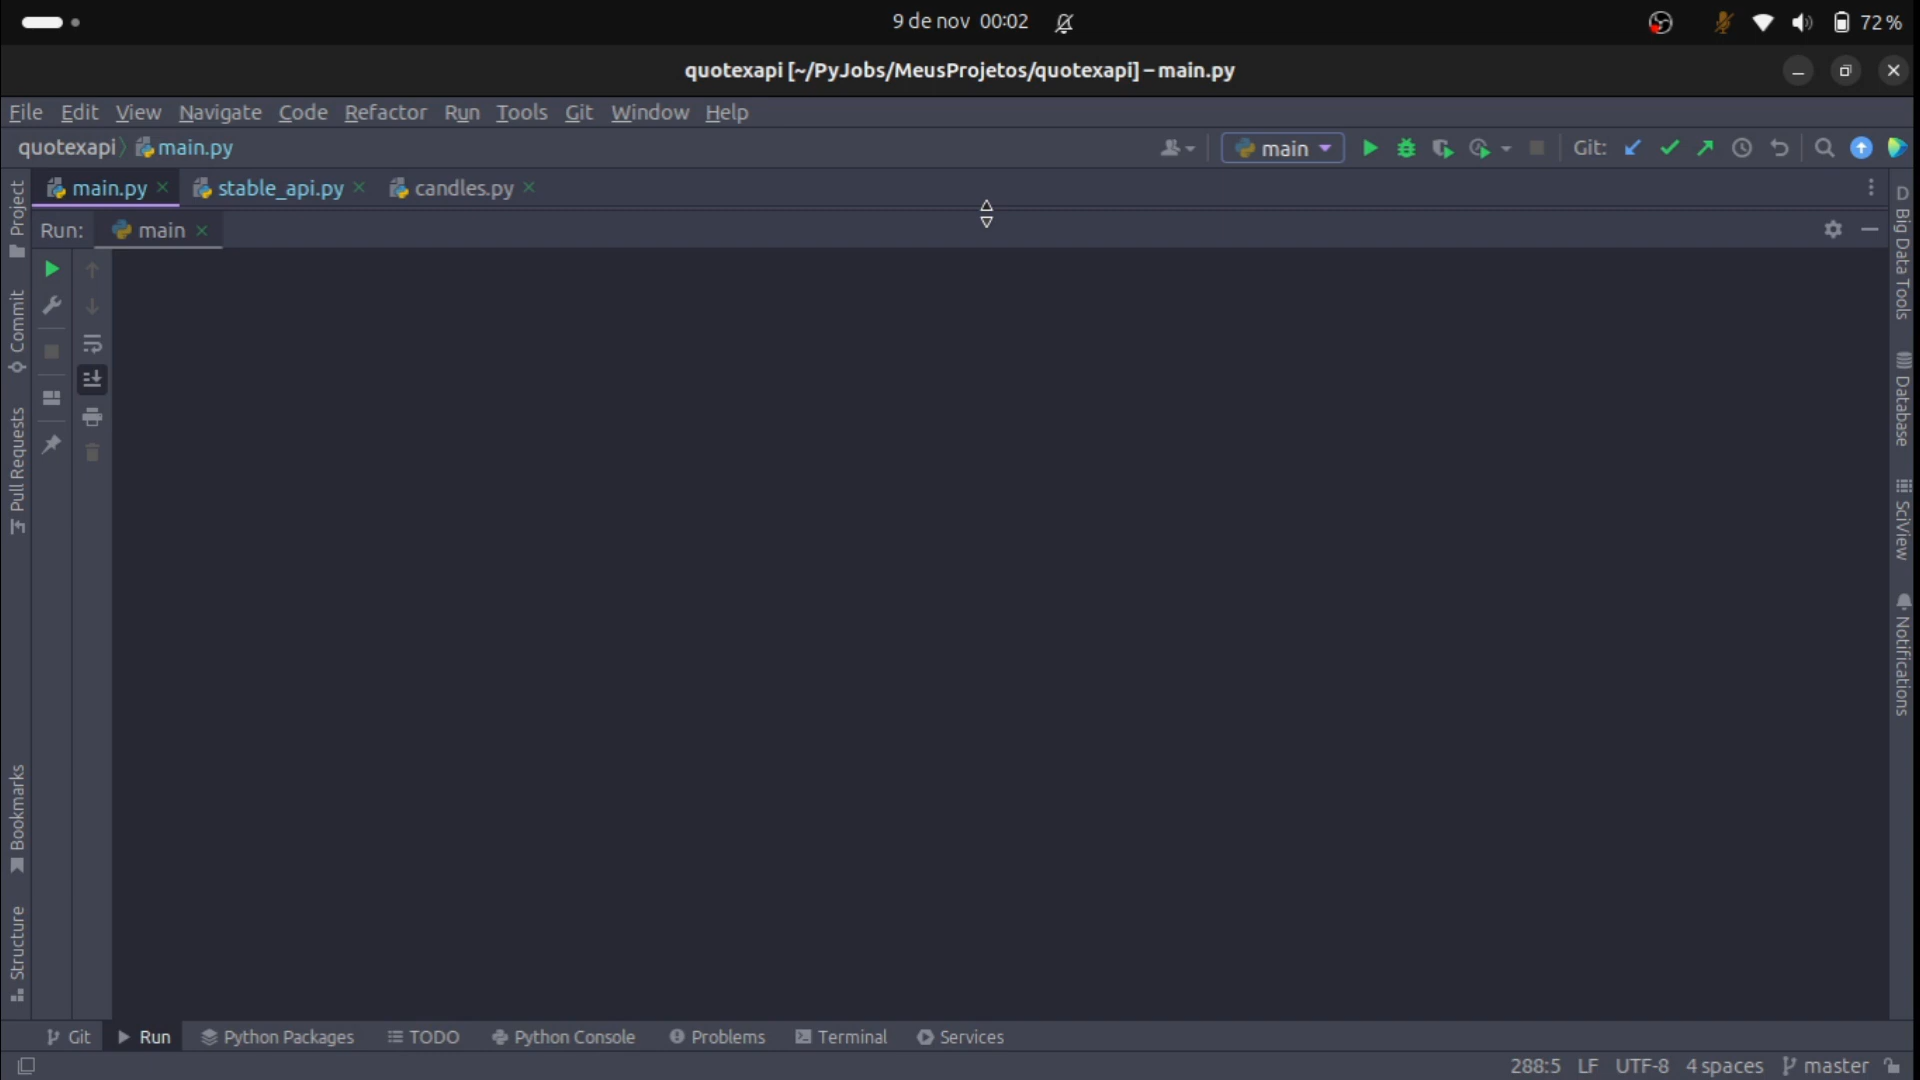 9 de nov 00:02
72 %
quotexapi [~/PyJobs/MeusProjetos/quotexapi] – main.py
File Edit View Navigate Code Refactor Run Tools Git Window Help
quotexapi main.py
main
Git:
main.py stable_api.py candles.py
Run: main
Project
Commit
Pull Requests
Bookmarks
Structure
D Big Data Tools
Database
SciView
Notifications
Git Run Python Packages TODO Python Console Problems Terminal Services
288:5 LF UTF-8 4 spaces master